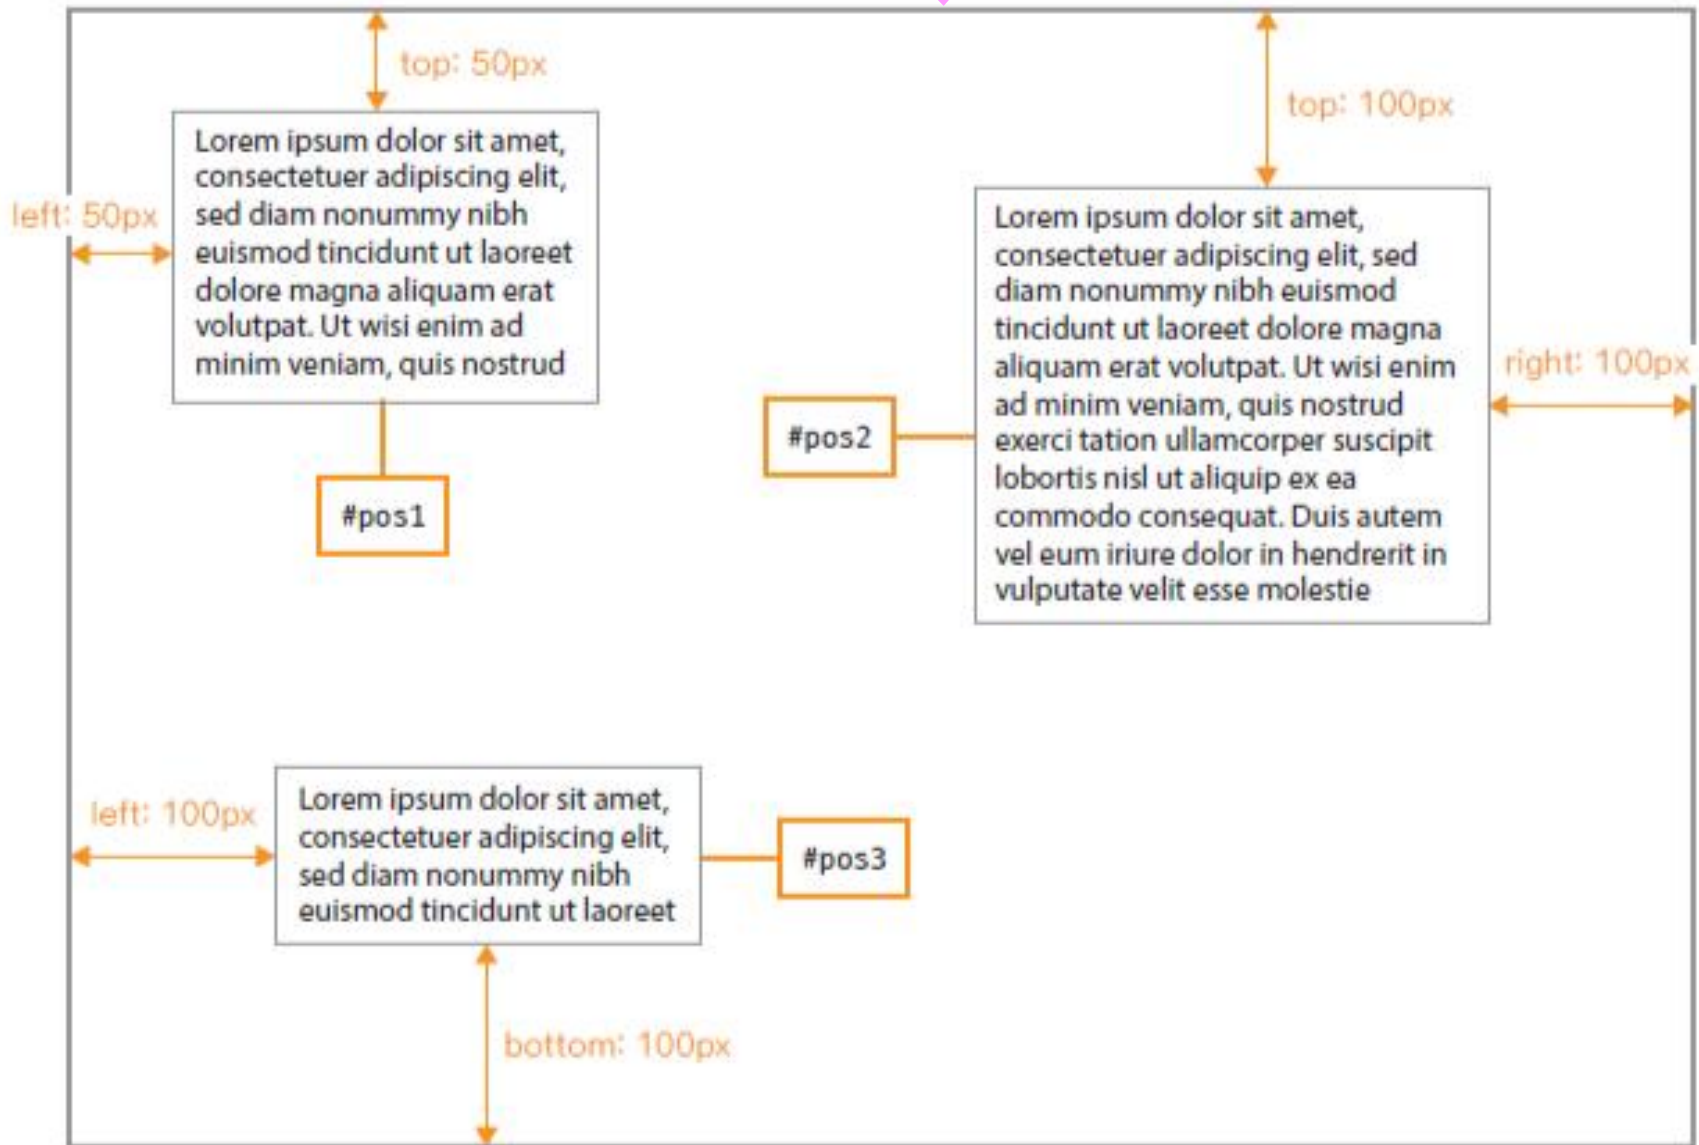 top: 50px
left: 50px
Lorem ipsum dolor sit amet,
consectetuer adipiscing elit,
sed diam nonummy nibh
euismod tincidunt ut laoreet
dolore magna aliquam erat
volutpat. Ut wisi enim ad
minim veniam, quis nostrud
#pos1
top: 100px
Lorem ipsum dolor sit amet,
consectetuer adipiscing elit, sed
diam nonummy nibh euismod
tincidunt ut laoreet dolore magna
aliquam erat volutpat. Ut wisi enim
ad minim veniam, quis nostrud
exerci tation ullamcorper suscipit
lobortis nisl ut aliquip ex ea
commodo consequat. Duis autem
vel eum iriure dolor in hendrerit in
vulputate velit esse molestie
right: 100px
#pos2
left: 100px
Lorem ipsum dolor sit amet,
consectetuer adipiscing elit,
sed diam nonummy nibh
euismod tincidunt ut laoreet
#pos3
bottom: 100px